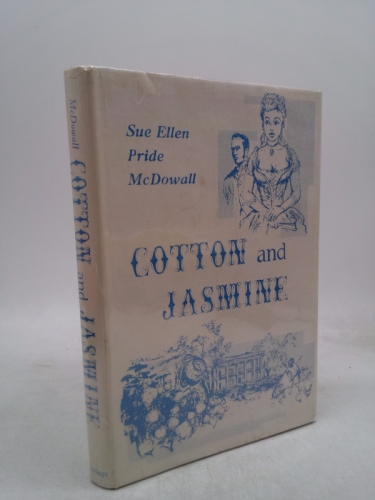 Sue Ellen
Pride
McDowall
COTTON and
JASMINE
McDowall COTTON and JASMINE